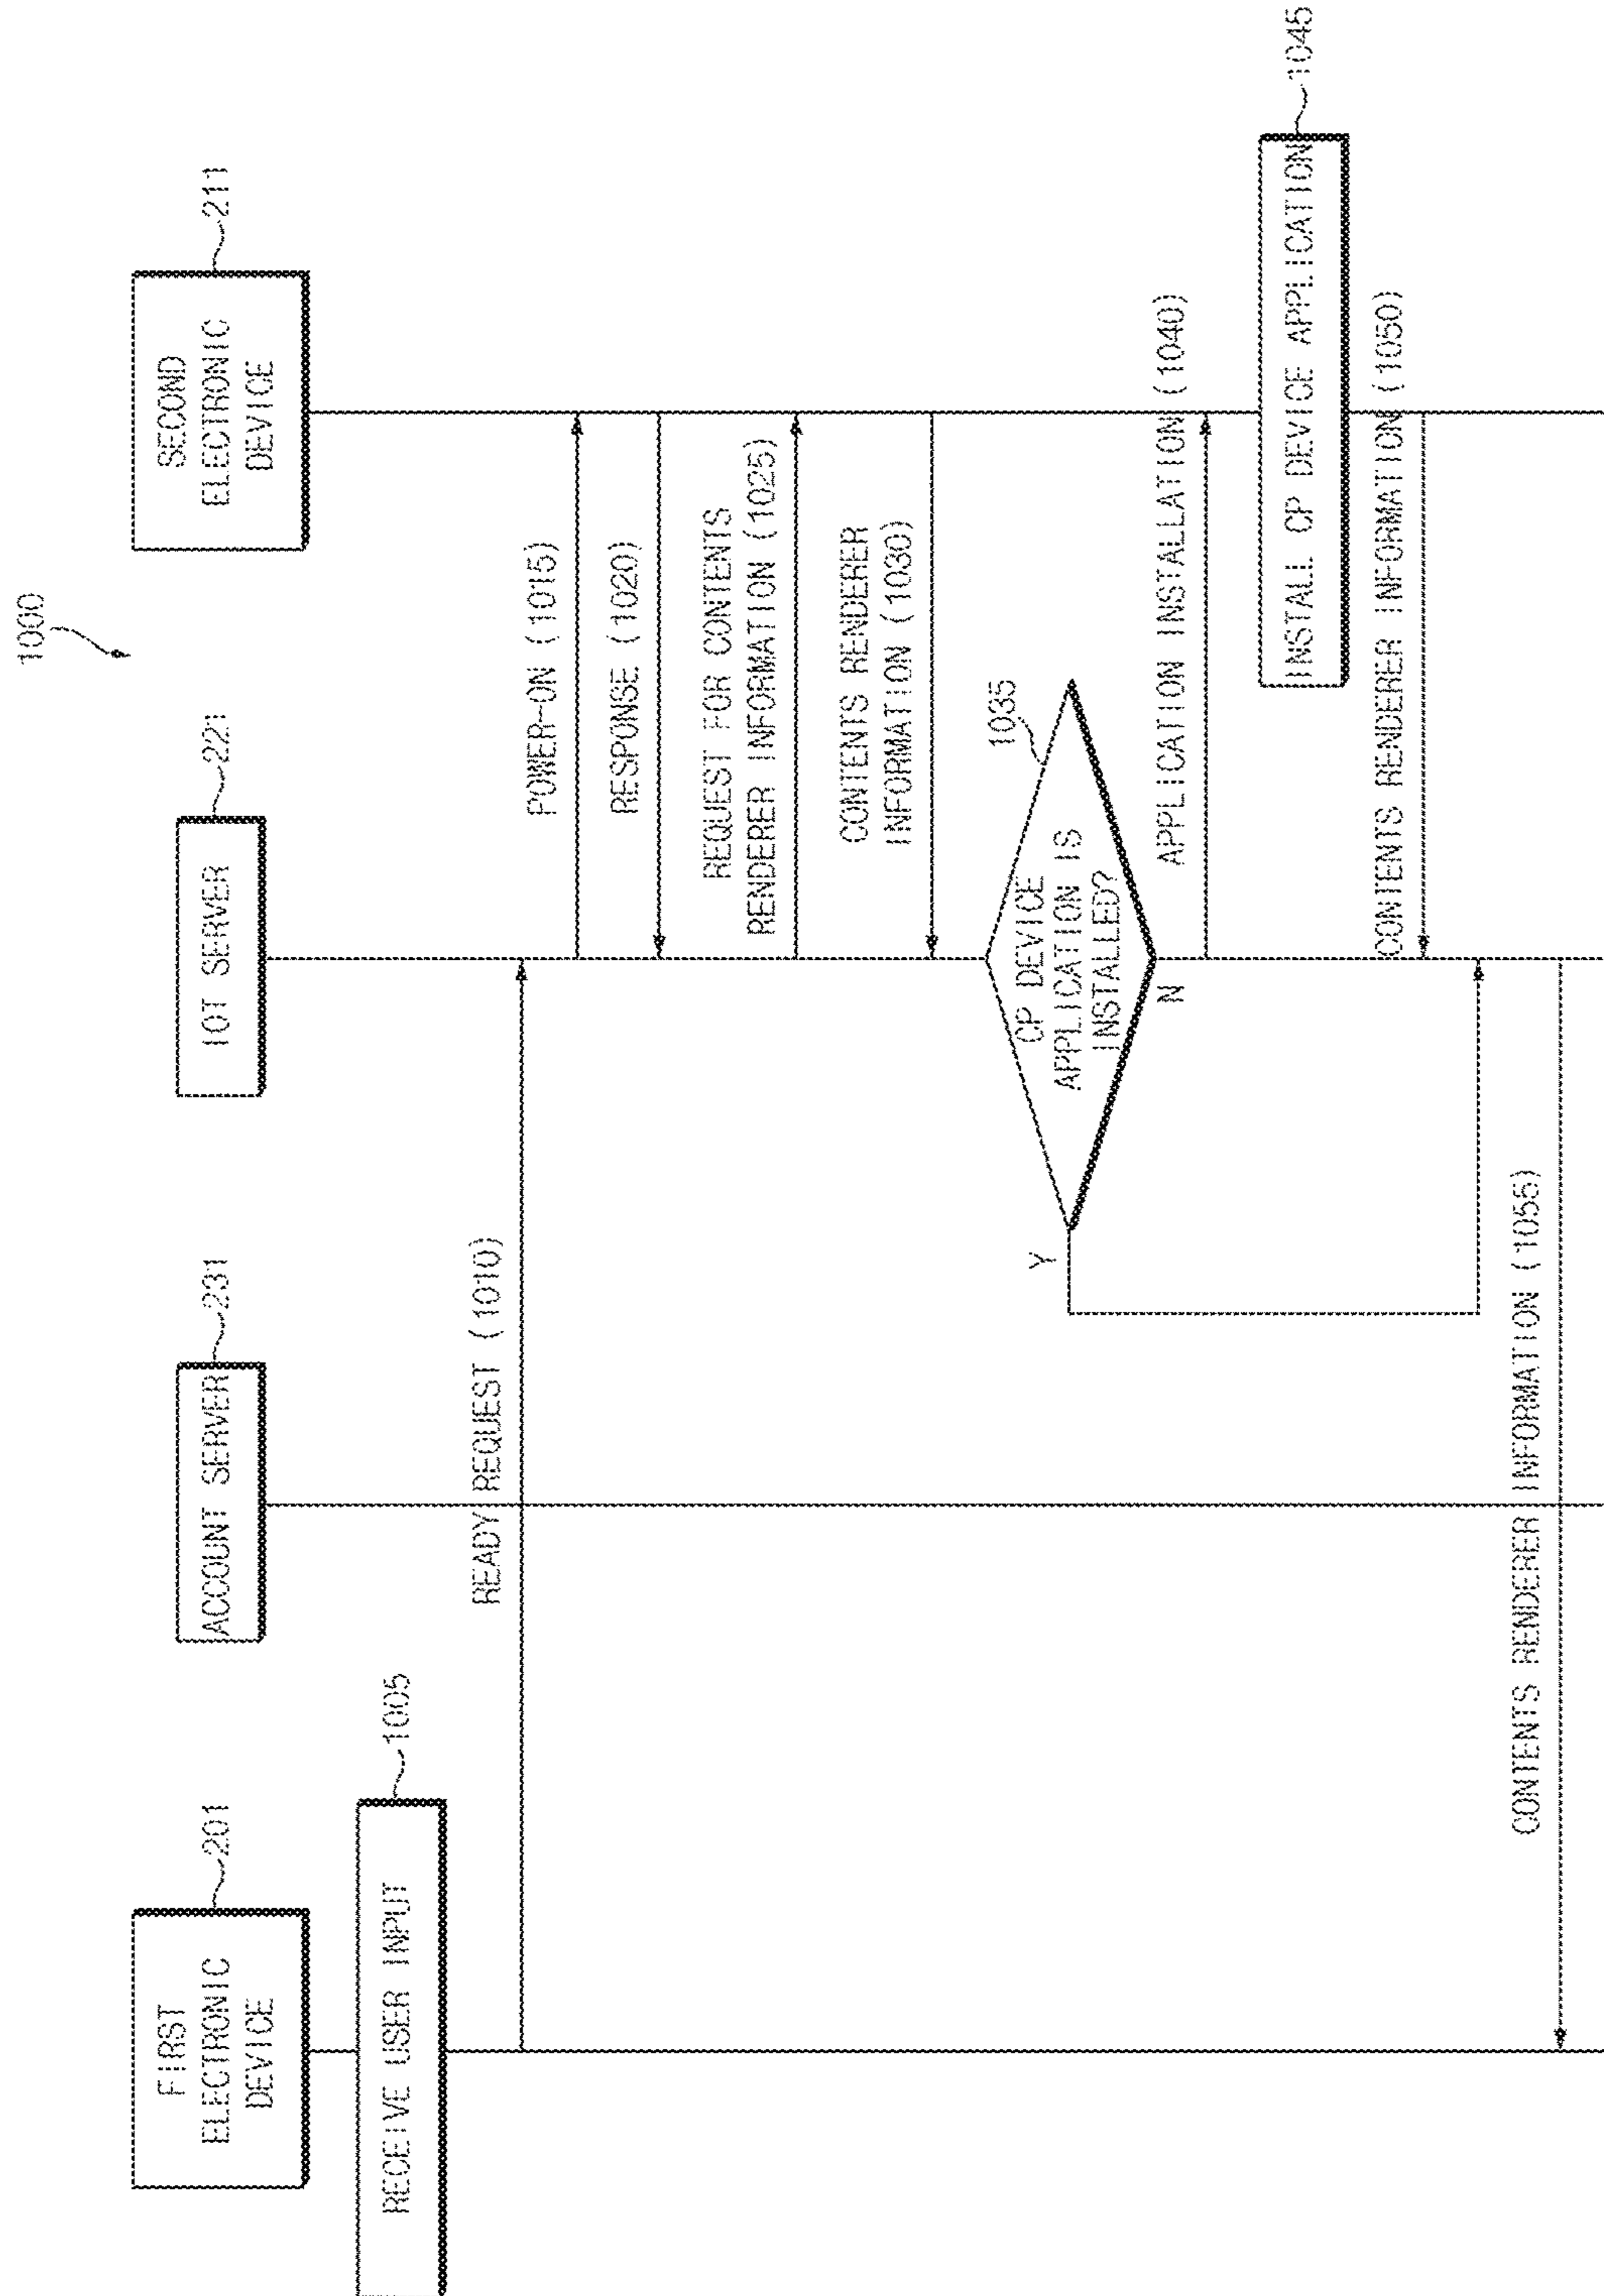 1000
FIRST
ELECTRONIC
DEVICE
201
ACCOUNT SERVER
231
IOT SERVER
221
SECOND
ELECTRONIC
DEVICE
211
RECEIVE USER INPUT
1005
READY REQUEST (1010)
POWER-ON (1015)
RESPONSE (1020)
REQUEST FOR CONTENTS
RENDERER INFORMATION (1025)
CONTENTS RENDERER
INFORMATION (1030)
1035
CP DEVICE
APPLICATION IS
INSTALLED?
Y
N
APPLICATION INSTALLATION (1040)
INSTALL CP DEVICE APPLICATION
1045
CONTENTS RENDERER INFORMATION (1050)
CONTENTS RENDERER INFORMATION (1055)